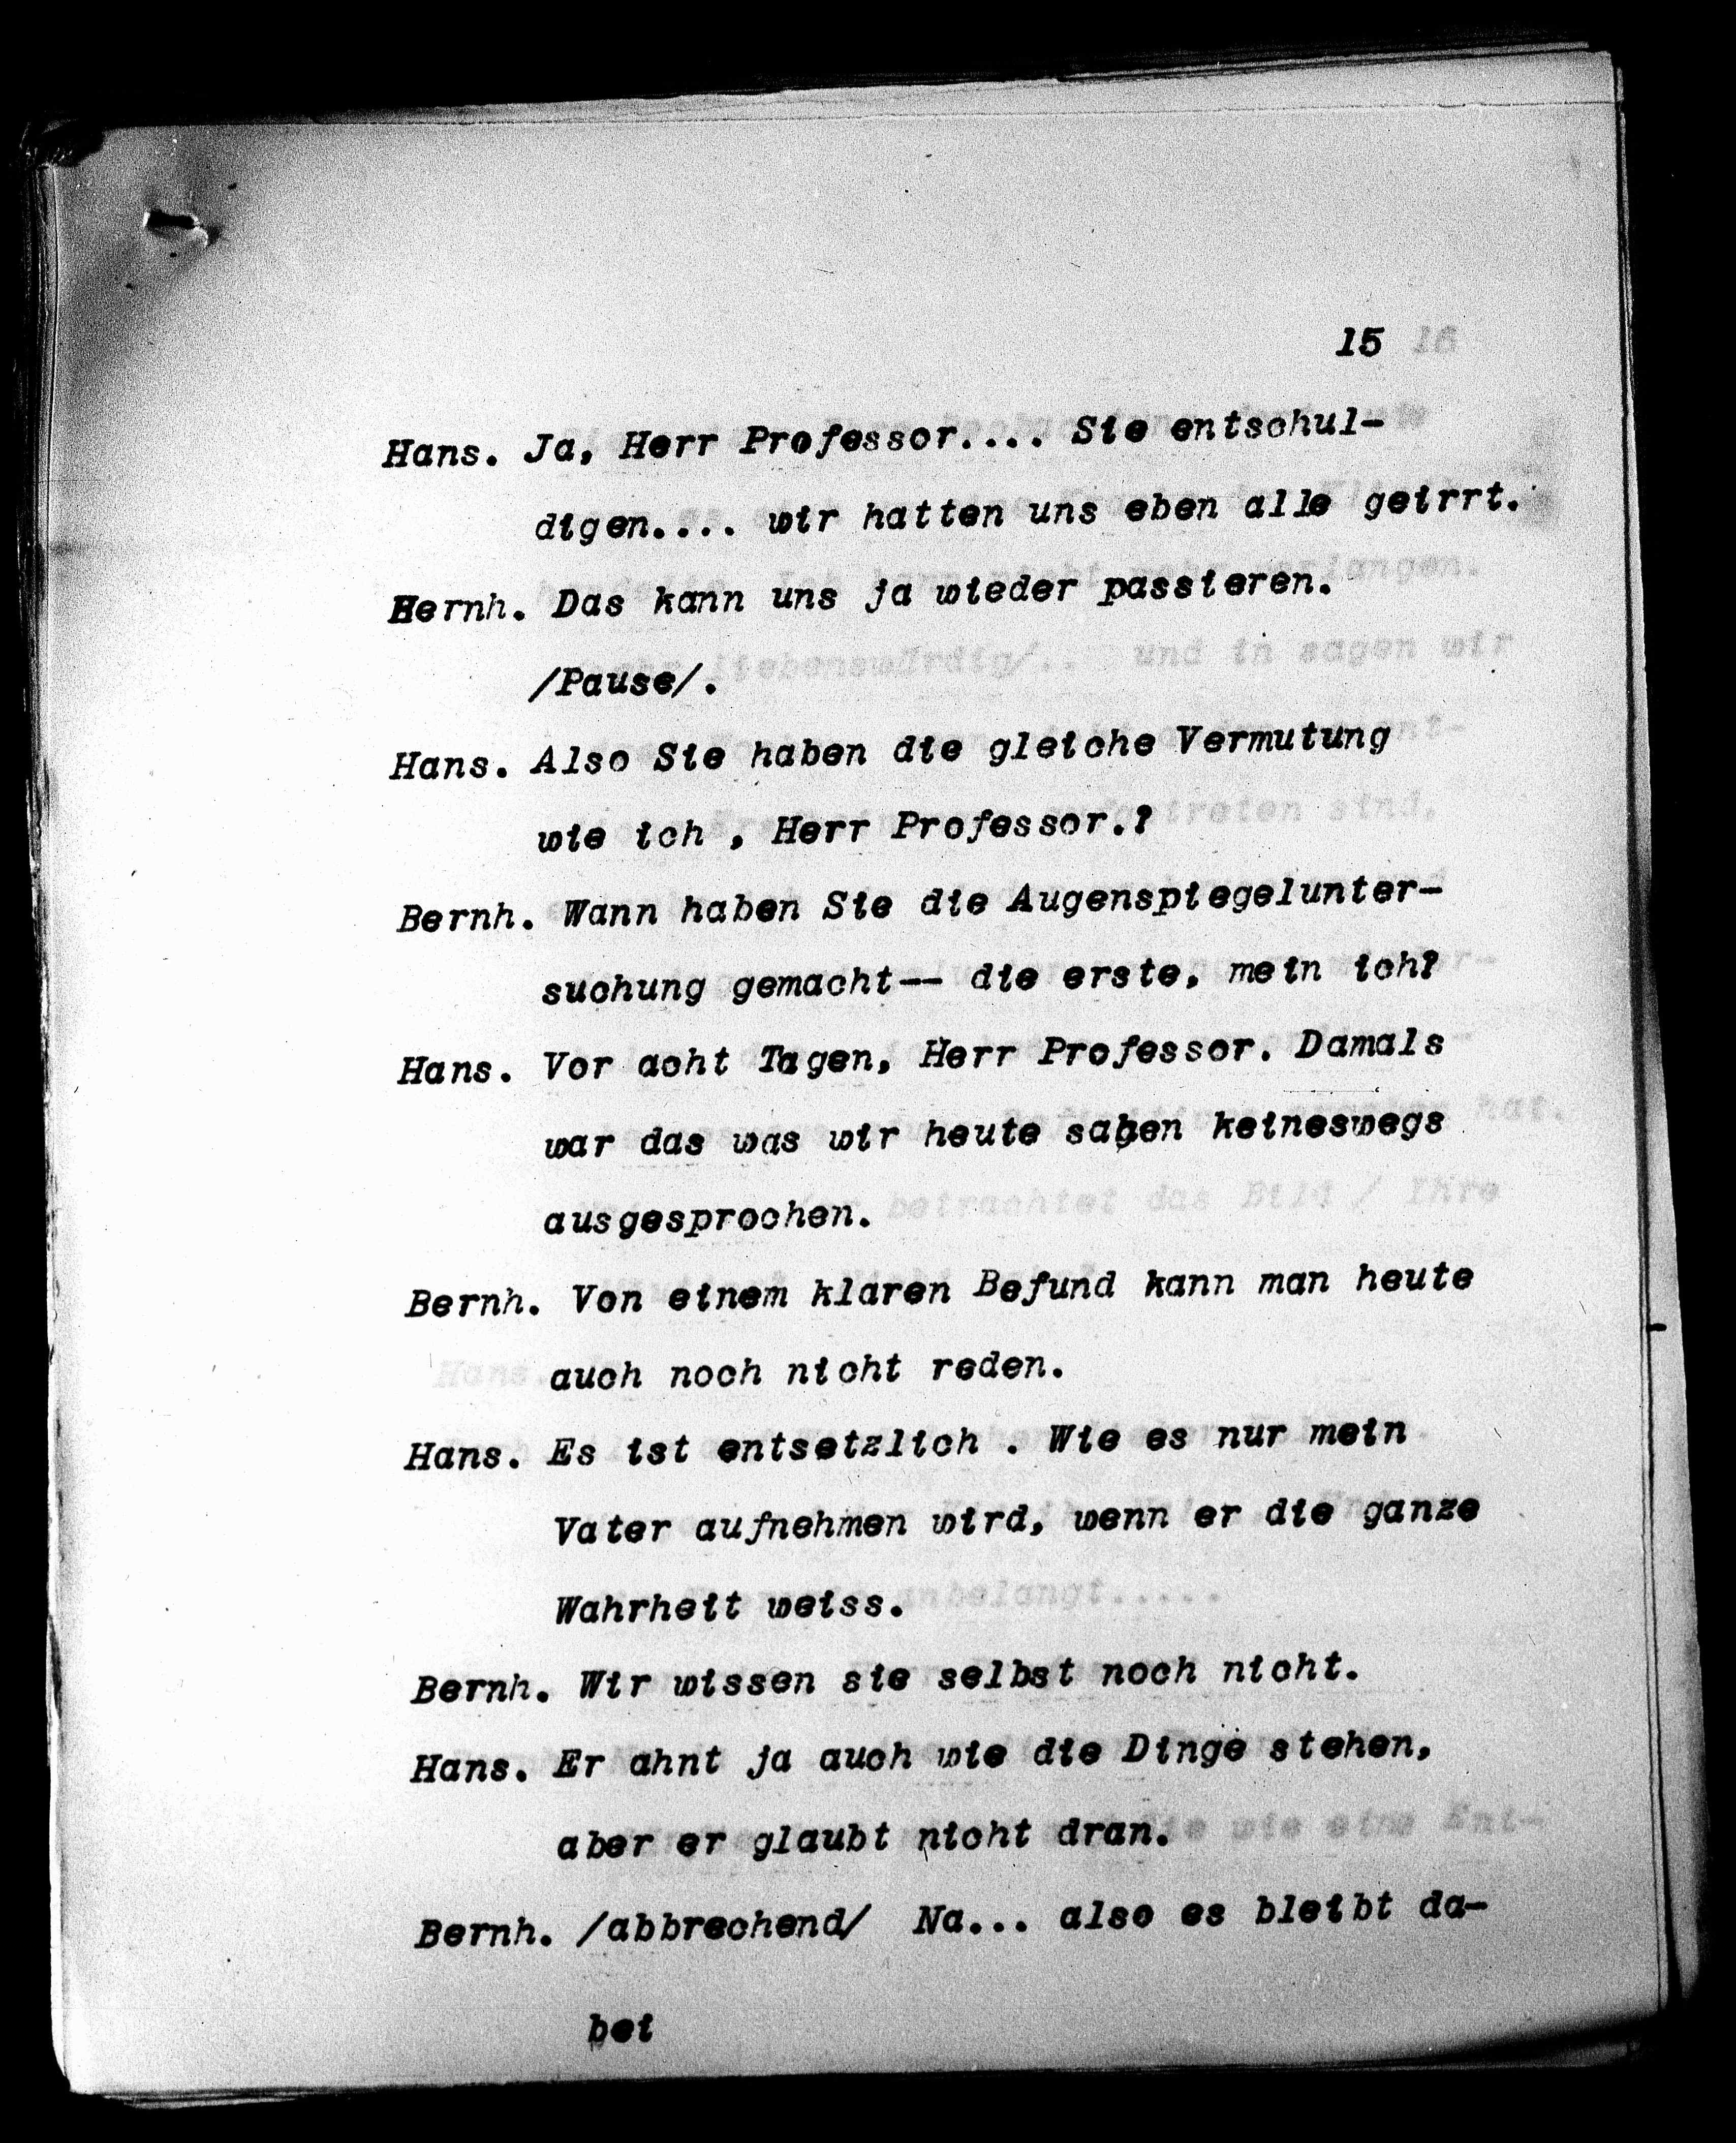 15
Hans. Ja, Herr Professor.... Sie entschul-
digen.... wir hatten uns eben alle geirrt.
Bernh. Das kann uns ja wieder passieren.
/Pause/.
Hans. Also Sie haben die gleiche Vermutung
wie ich , Herr Professor.?
Bernh. Wann haben Sie die Augenspiegelunter-
suchung gemacht-- die erste, mein ich?
Hans. Vor acht Tagen, Herr Professor. Damals
war das was wir heute sahen keineswegs
ausgesprochen.
Bernh. Von einem klaren Befund kann man heute
auch noch nicht reden.
Hans. Es ist entsetzlich . Wie es nur mein
Vater aufnehmen wird, wenn er die ganze
Wahrheit weiss.
Bernh. Wir wissen sie selbst noch nicht.
Hans. Er ahnt ja auch wie die Dinge stehen,
aber er glaubt nicht dran.
Bernh. /abbrechend/ Na... also es bleibt da-
bei